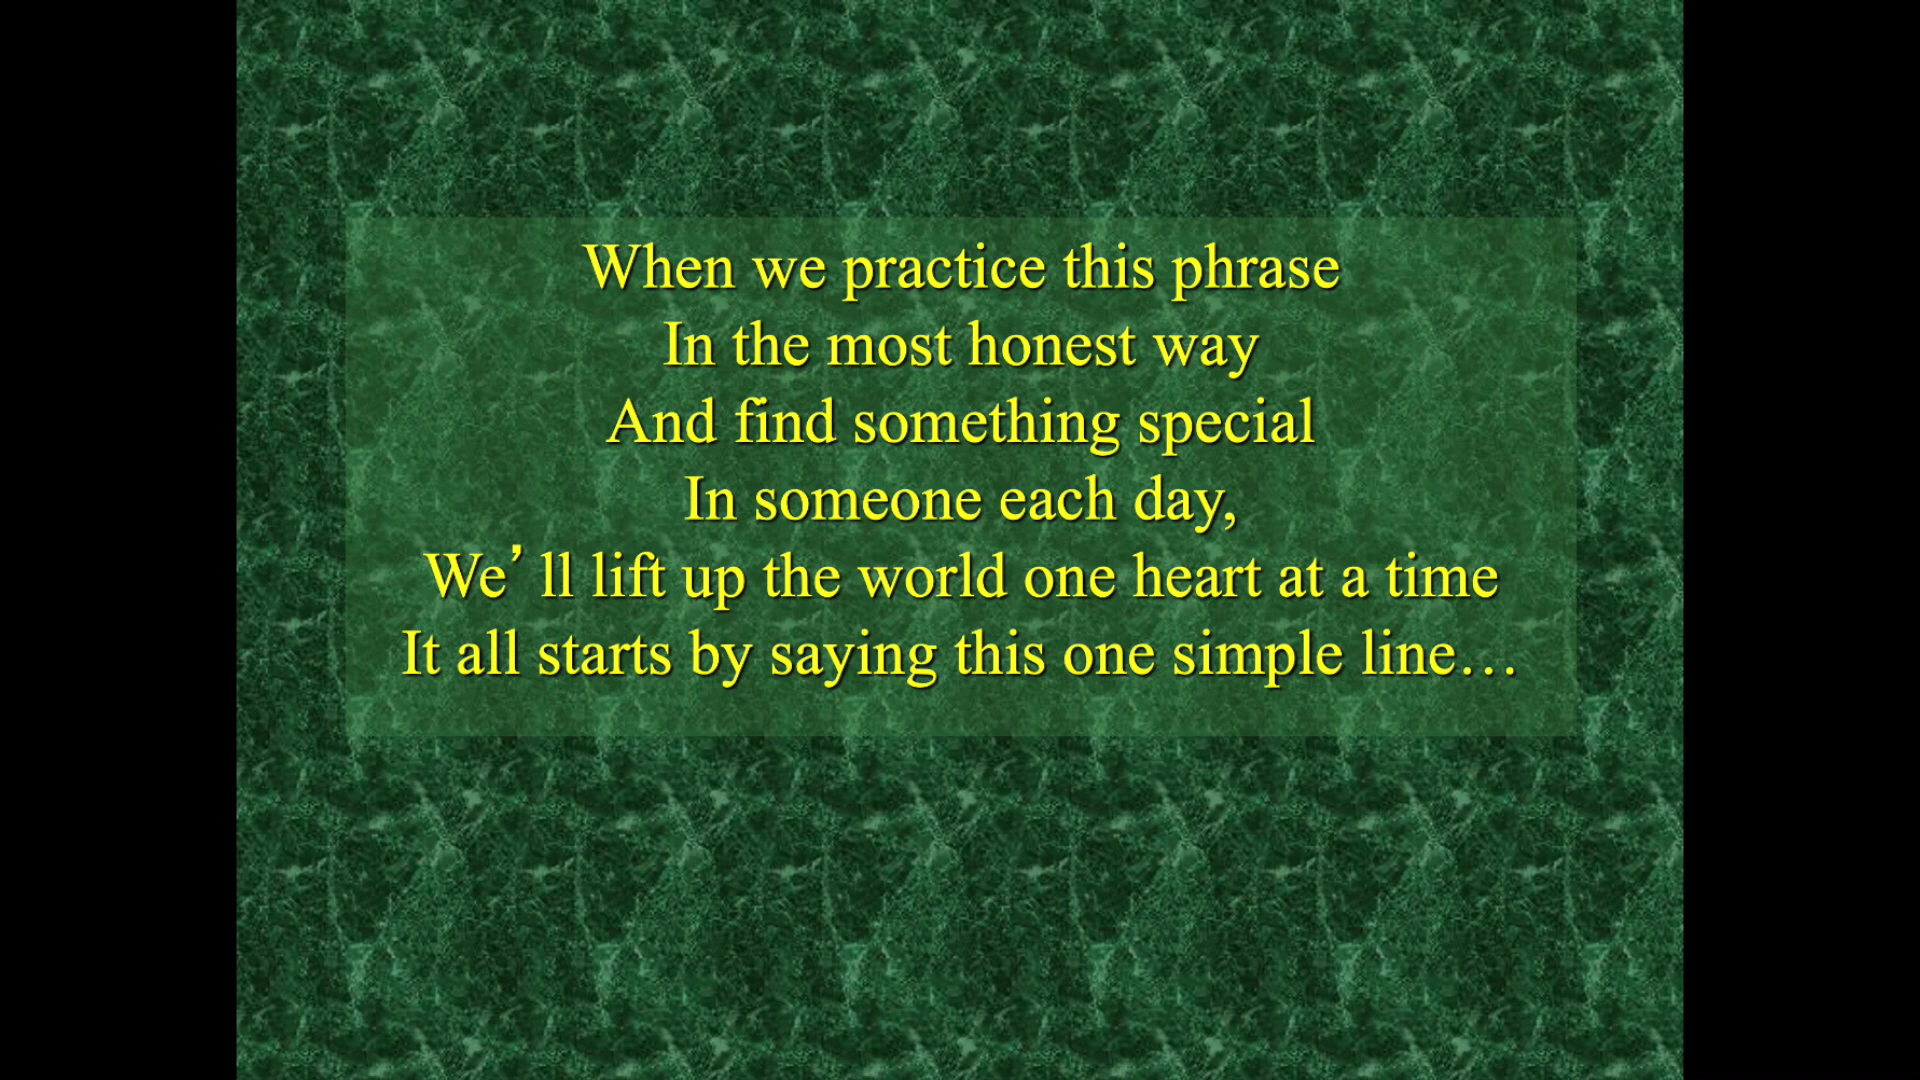 When we practice this phrase
In the most honest way
And find something special
In someone each day,
We’ll lift up the world one heart at a time
It all starts by saying this one simple line…